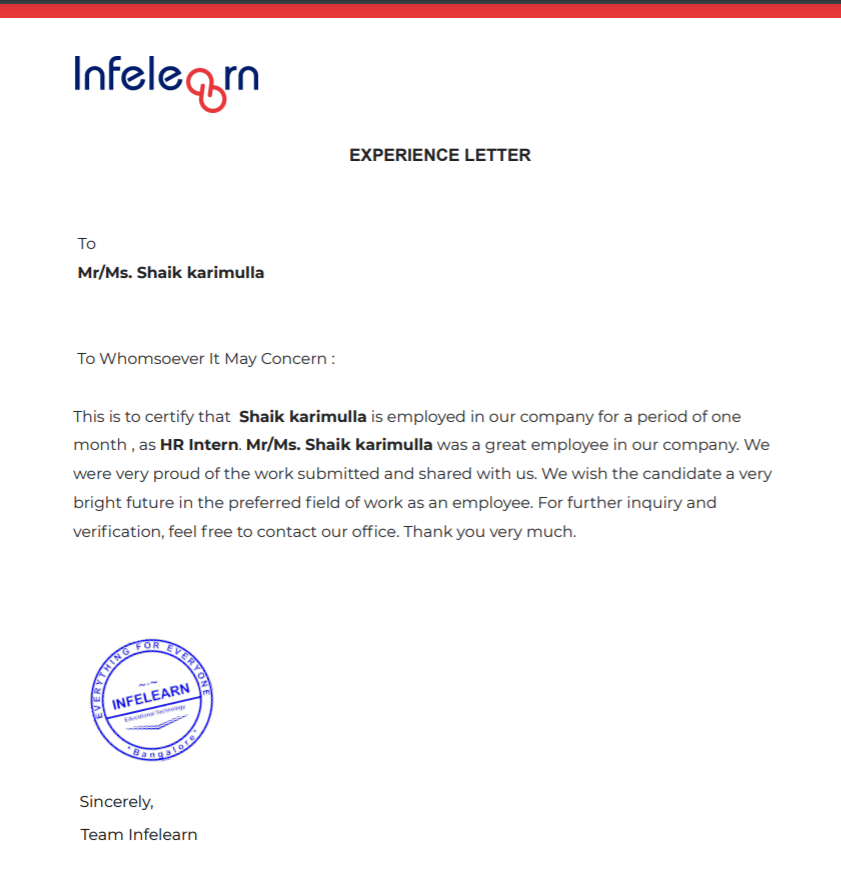 Infelearn
EXPERIENCE LETTER
To
Mr/Ms. Shaik karimulla
To Whomsoever It May Concern :
This is to certify that Shaik karimulla is employed in our company for a period of one
month , as HR Intern. Mr/Ms. Shaik karimulla was a great employee in our company. We
were very proud of the work submitted and shared with us. We wish the candidate a very
bright future in the preferred field of work as an employee. For further inquiry and
verification, feel free to contact our office. Thank you very much.
EVERYTHING FOR EVERYONE
INFELEARN
Educational Technology
*Bangalore*
Sincerely,
Team Infelearn